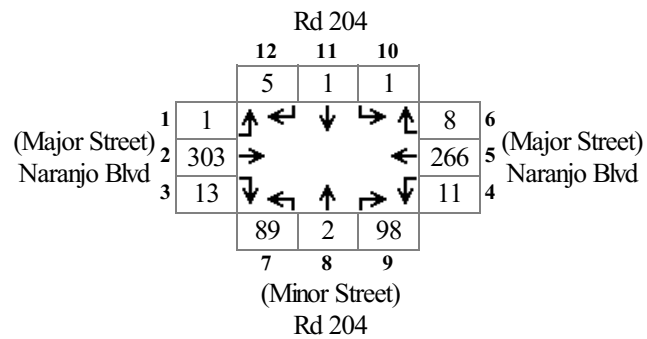 Rd 204
12 11 10
5 1 1
1 1 8 6
(Major Street) 2 303 266 5 (Major Street)
Naranjo Blvd Naranjo Blvd
3 13 11 4
89 2 98
7 8 9
(Minor Street)
Rd 204